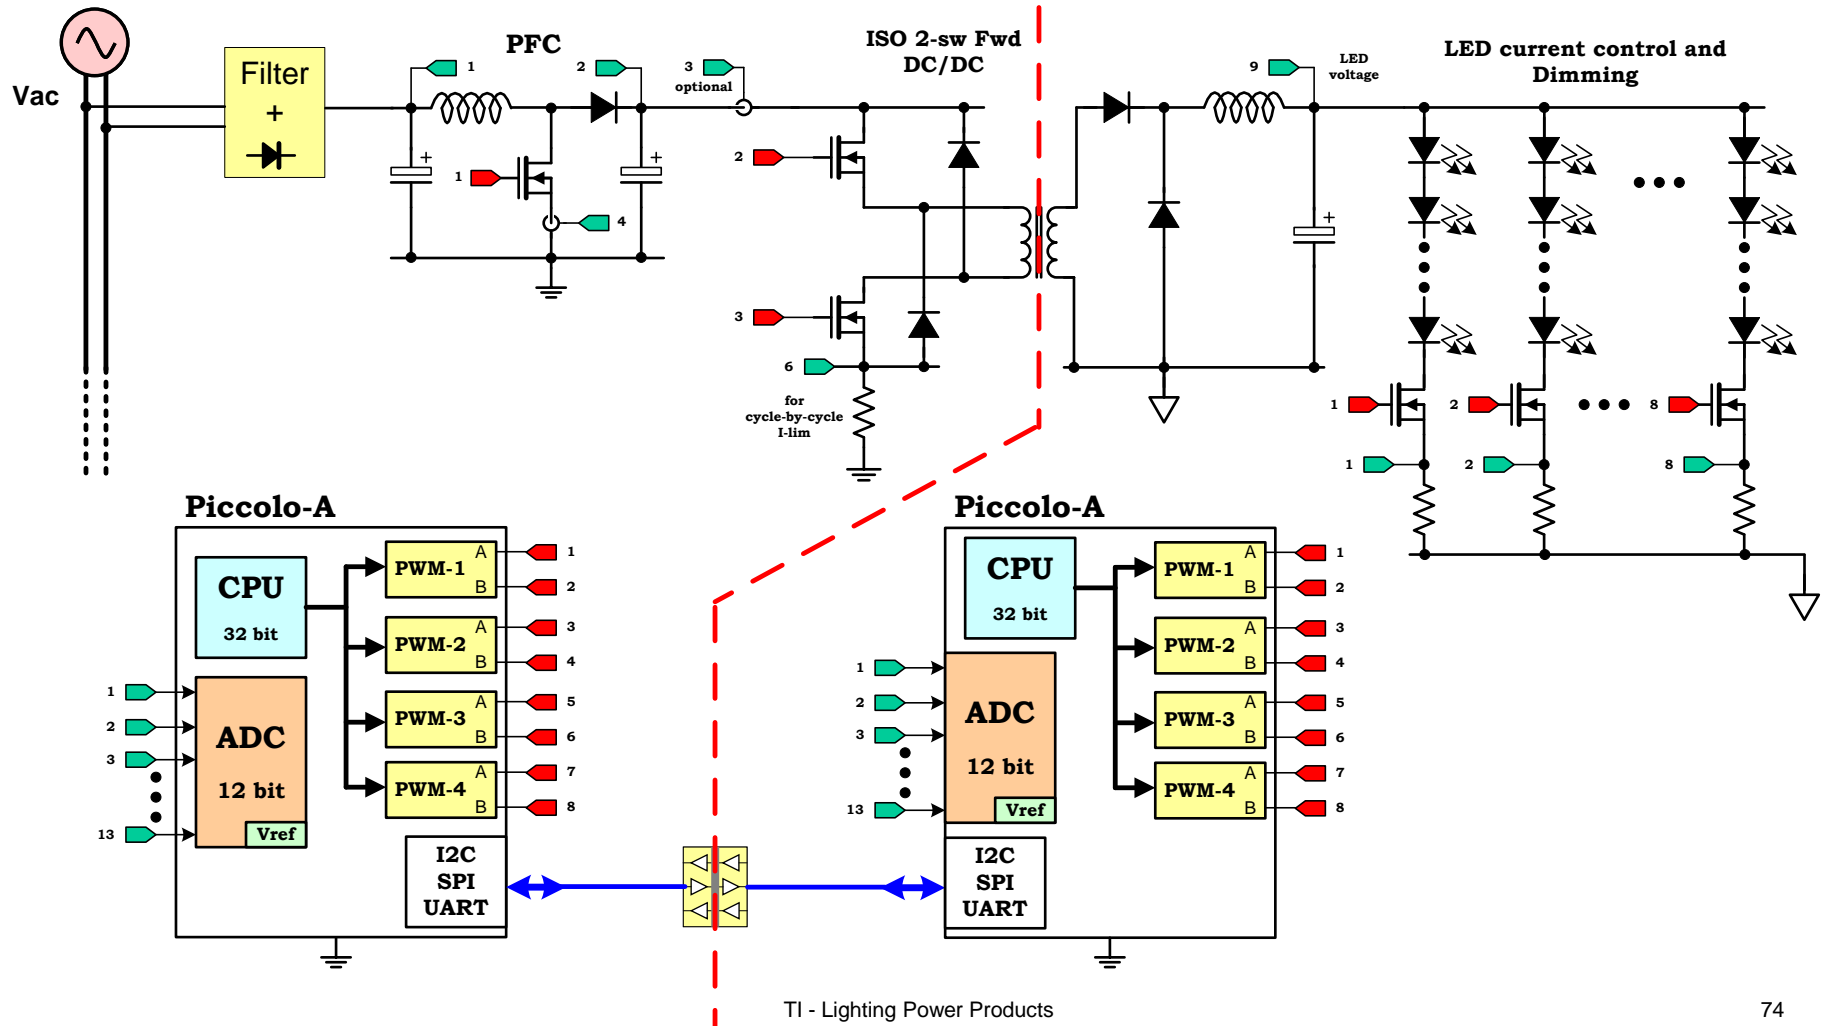 PFC
ISO 2-sw Fwd
DC/DC
LED current control and
Dimming
Vac
Filter
+
1
2
3
optional
9
LED
voltage
+
+
1
4
2
3
6
for
cycle-by-cycle
I-lim
+
1
2
8
1
2
8
Piccolo-A
CPU
32 bit
ADC
12 bit
Vref
1
2
3
13
PWM-1
A
B
PWM-2
A
B
PWM-3
A
B
PWM-4
A
B
1
2
3
4
5
6
7
8
I2C
SPI
UART
Piccolo-A
CPU
32 bit
ADC
12 bit
Vref
1
2
3
13
PWM-1
A
B
PWM-2
A
B
PWM-3
A
B
PWM-4
A
B
1
2
3
4
5
6
7
8
I2C
SPI
UART
TI - Lighting Power Products
74